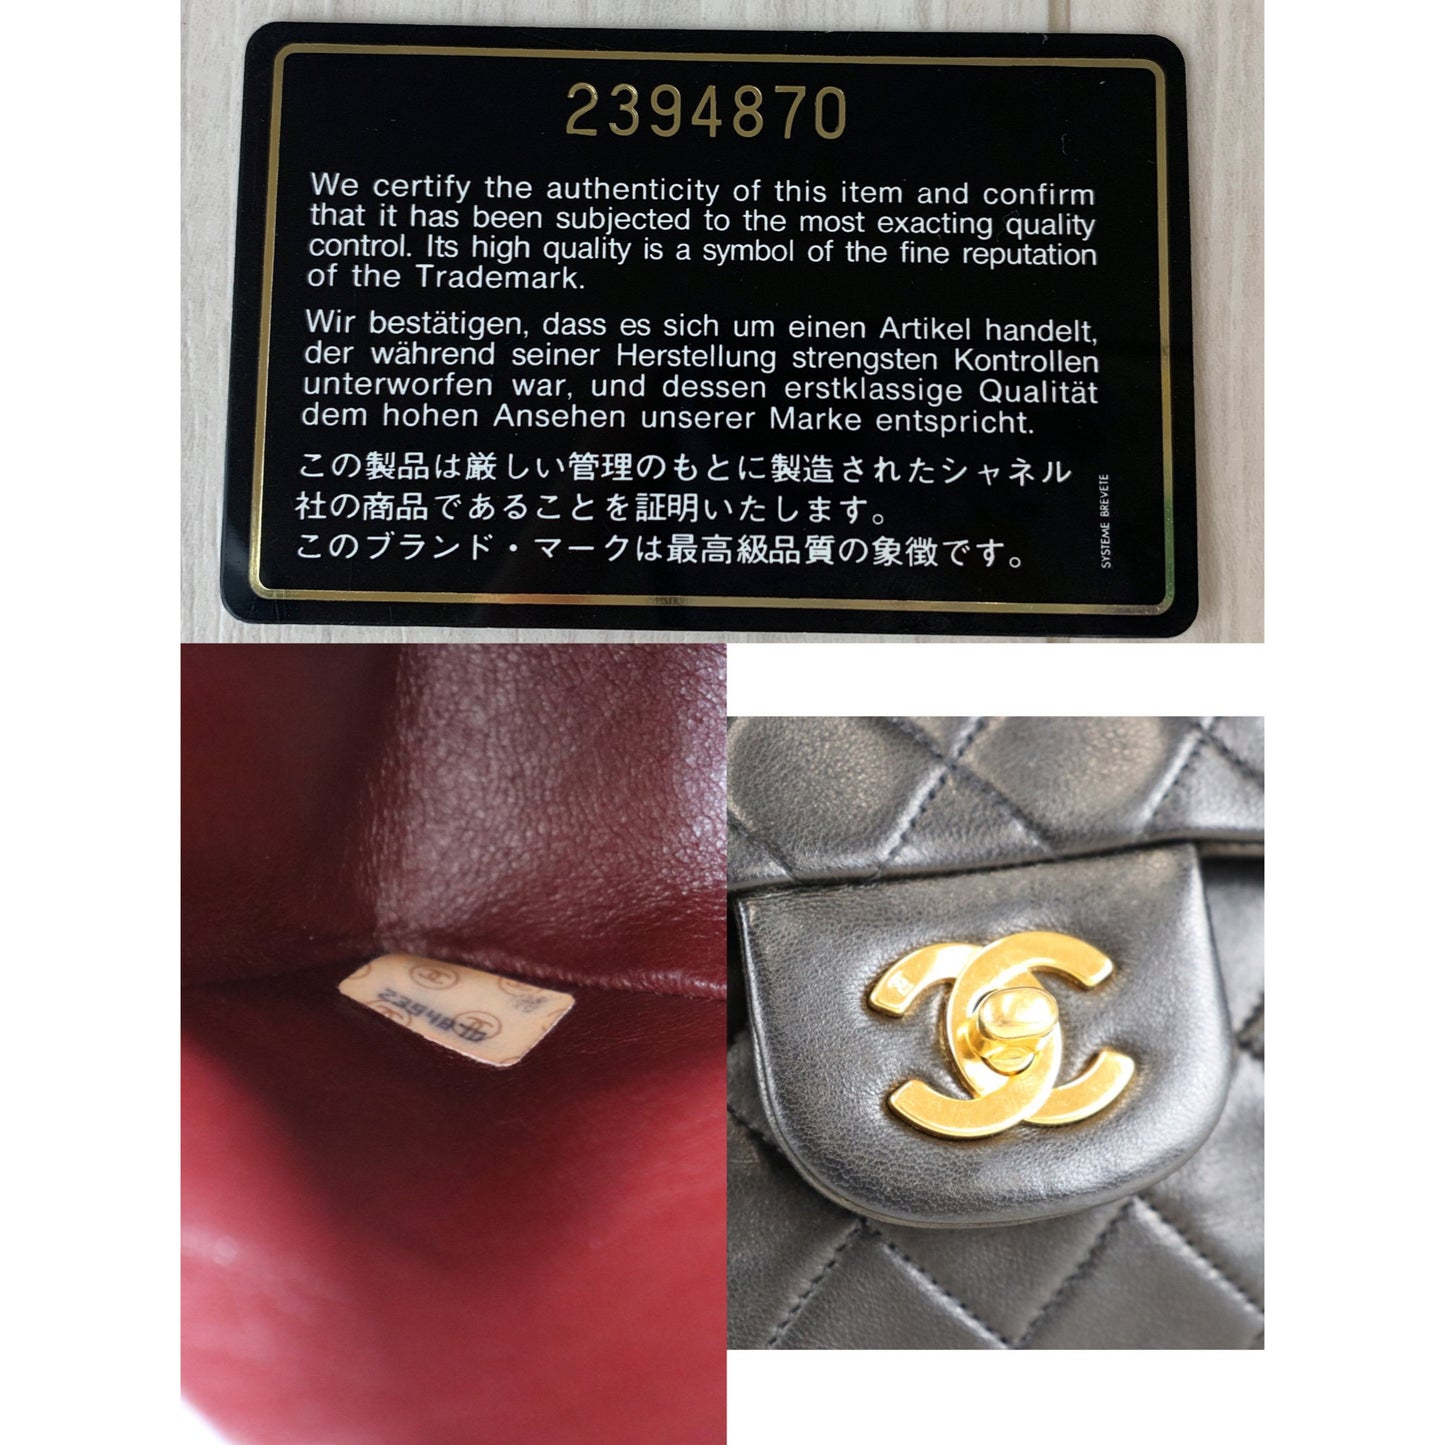 2394870
We certify the authenticity of this item and confirm
that it has been subjected to the most exacting quality
control. Its high quality is a symbol of the fine reputation
of the Trademark.
Wir bestätigen, dass es sich um einen Artikel handelt,
der während seiner Herstellung strengsten Kontrollen
unterworfen war, und dessen erstklassige Qualität
dem hohen Ansehen unserer Marke entspricht.
この製品は厳しい管理のもとに製造されたシャネル
社の商品であることを証明いたします。
このブランド・マークは最高級品質の象徴です。
SYSTEME BREVETE
2394870